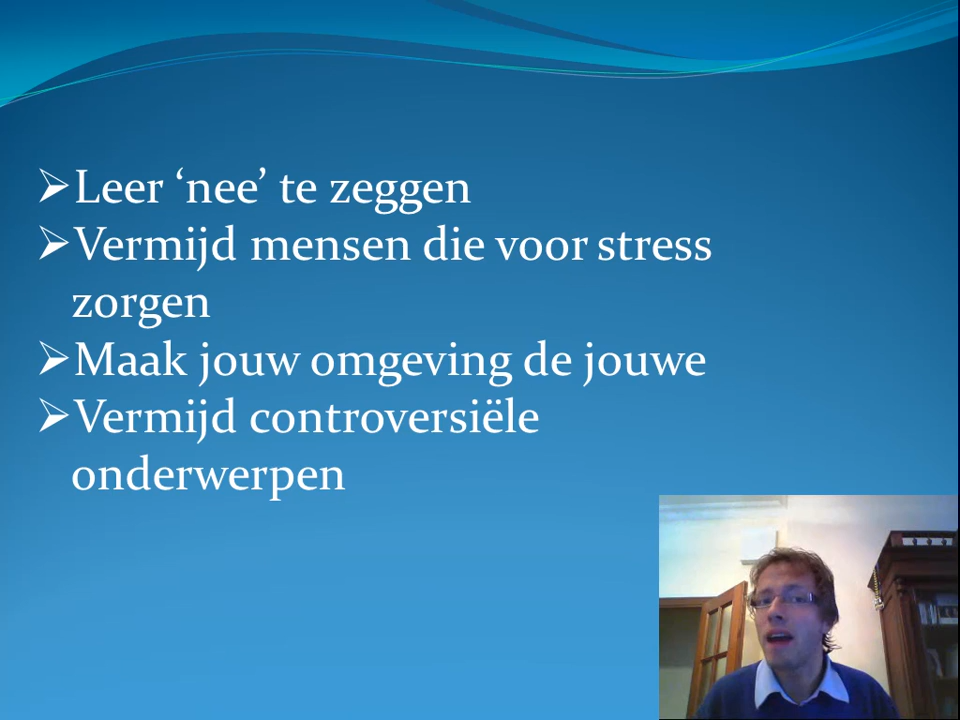 ➢Leer ‘nee’ te zeggen
➢Vermijd mensen die voor stress
zorgen
➢Maak jouw omgeving de jouwe
➢Vermijd controversiële
onderwerpen